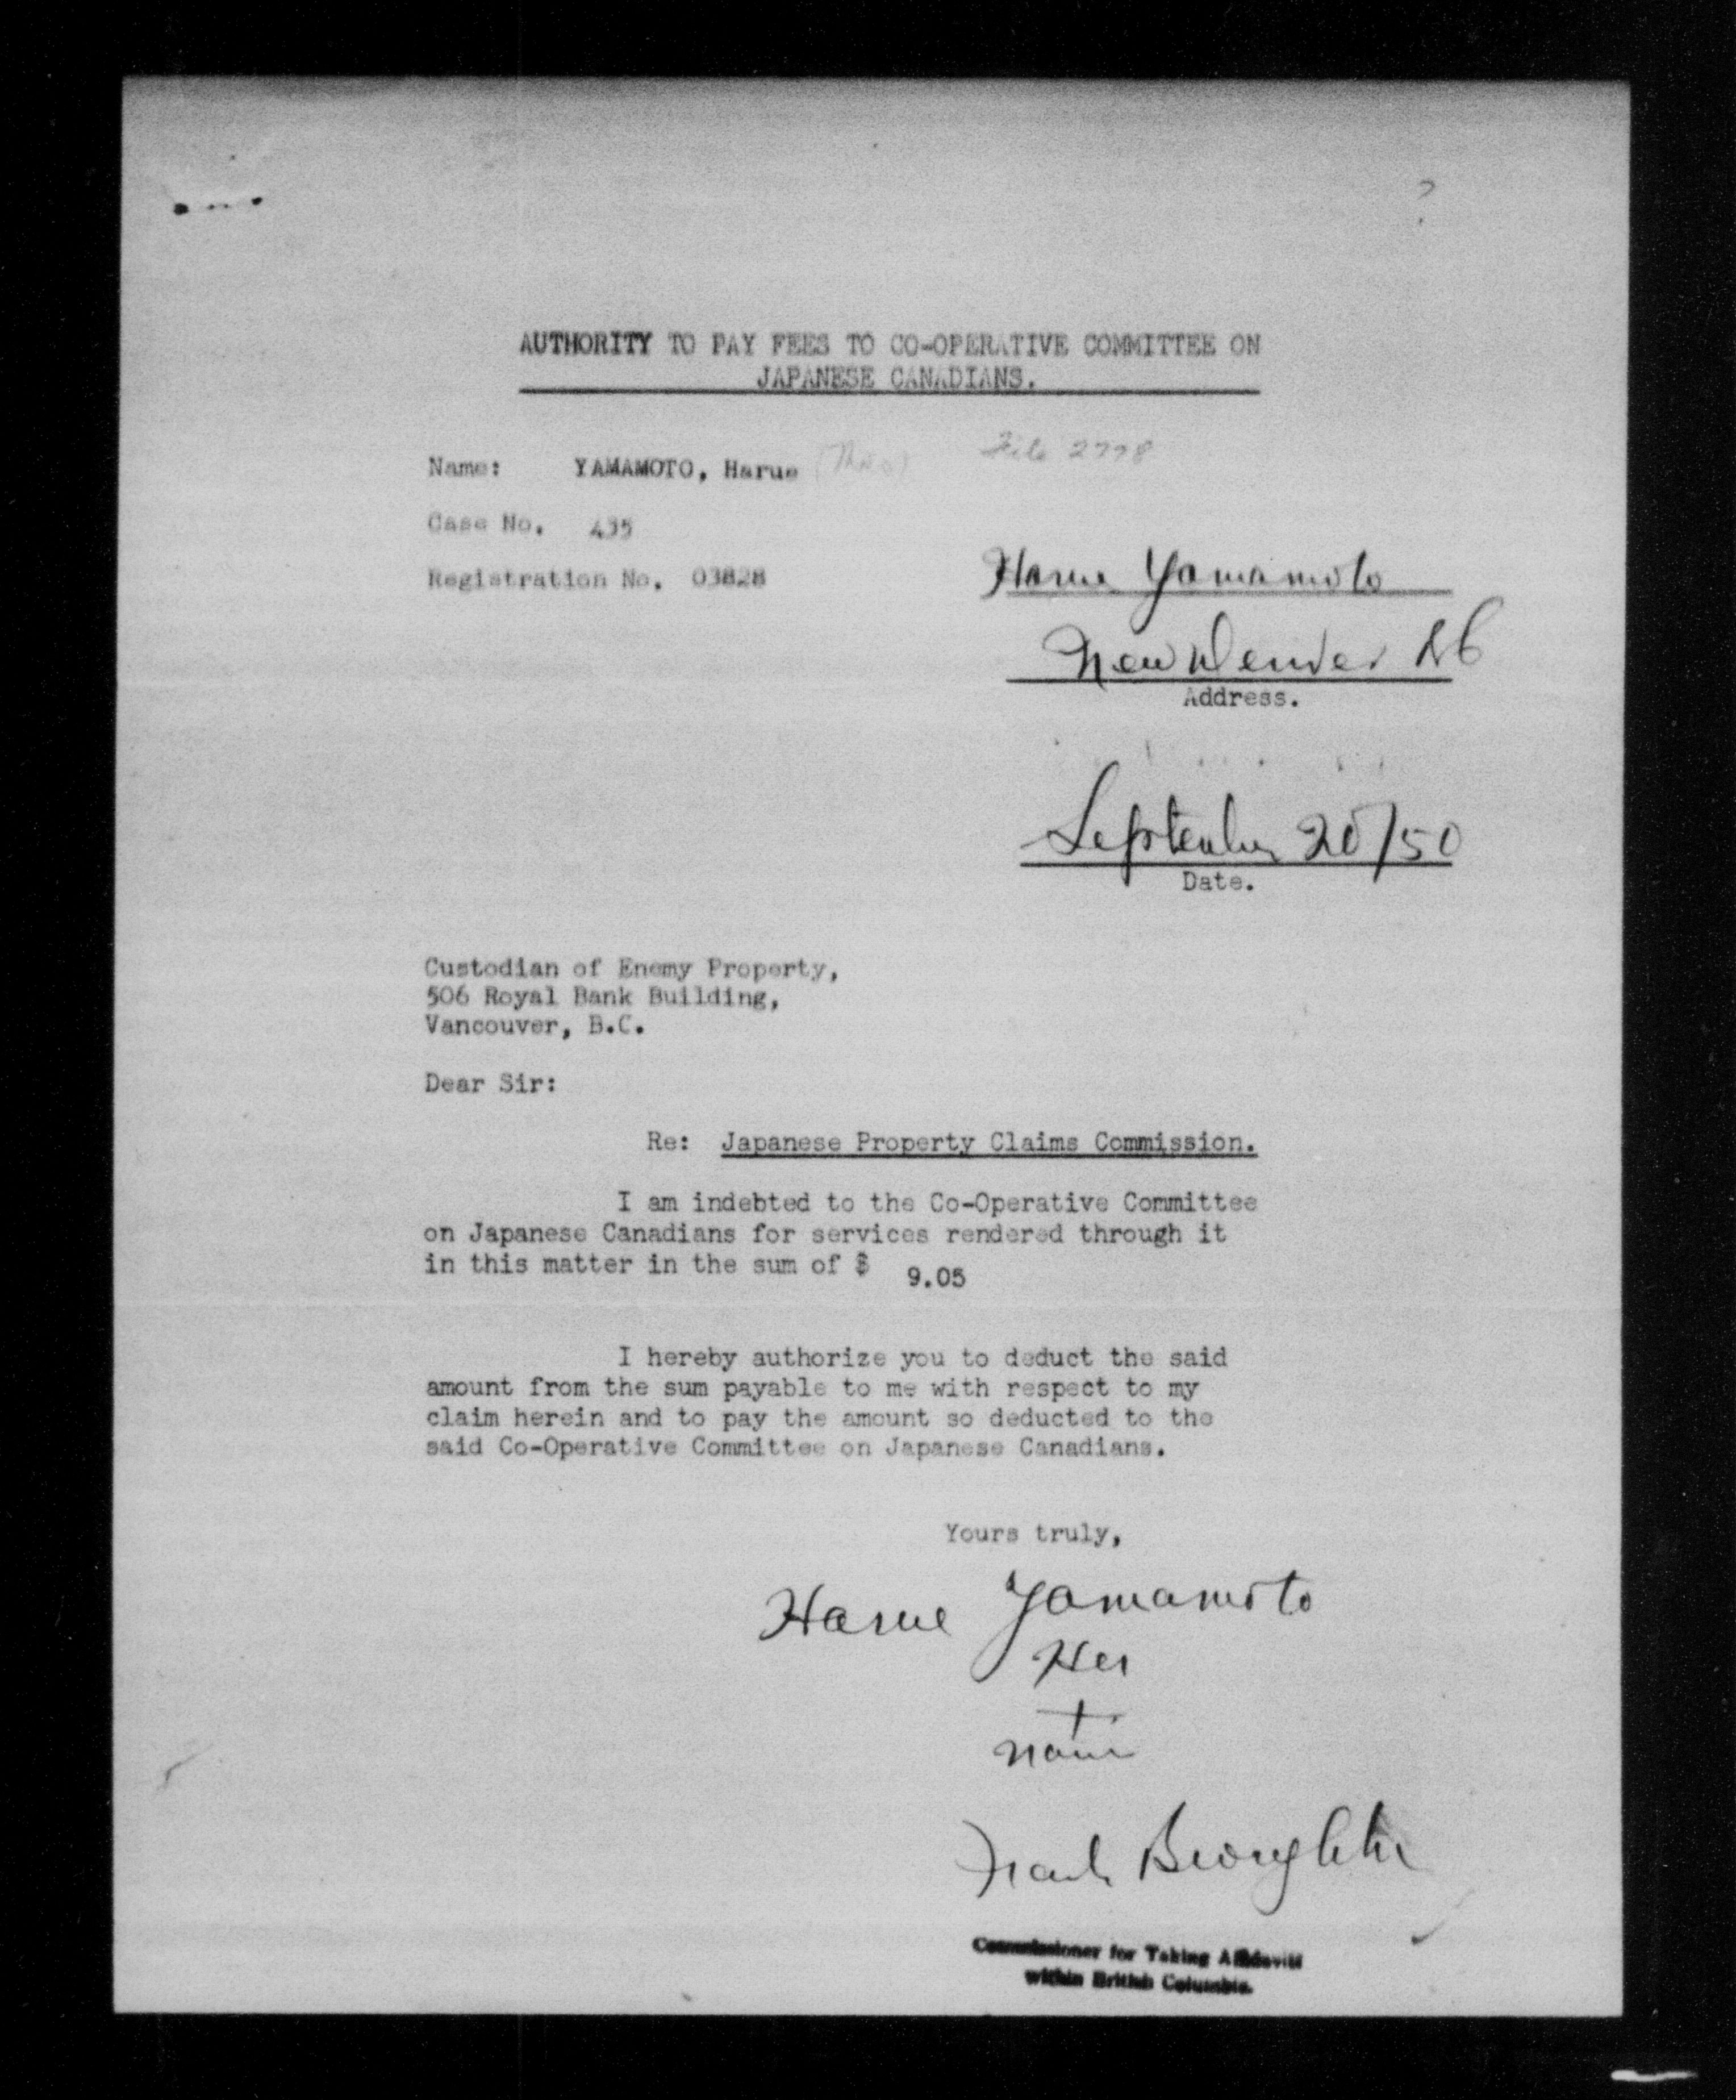 ?
AUTHORITY TO PAY FEES TO CO-OPERATIVE COMMITTEE ON
JAPANESE CANADIANS.
Name: YAMAMOTO, Harue (Mrs.)
File 2798
Case No. 435
Registration No. 03828
Harue Yamamoto
New Denver BC
Address.
September 20/50
Date.
Custodian of Enemy Property,
506 Royal Bank Building,
Vancouver, B.C.
Dear Sir:
Re: Japanese Property Claims Commission.
I am indebted to the Co-Operative Committee
on Japanese Canadians for services rendered through it
in this matter in the sum of $ 9.05
I hereby authorize you to deduct the said
amount from the sum payable to me with respect to my
claim herein and to pay the amount so deducted to the
said Co-Operative Committee on Japanese Canadians.
Yours truly,
Harue Yamamoto
Her
Frank Broughton
Commissioner for Taking Affidavits
within British Columbia.